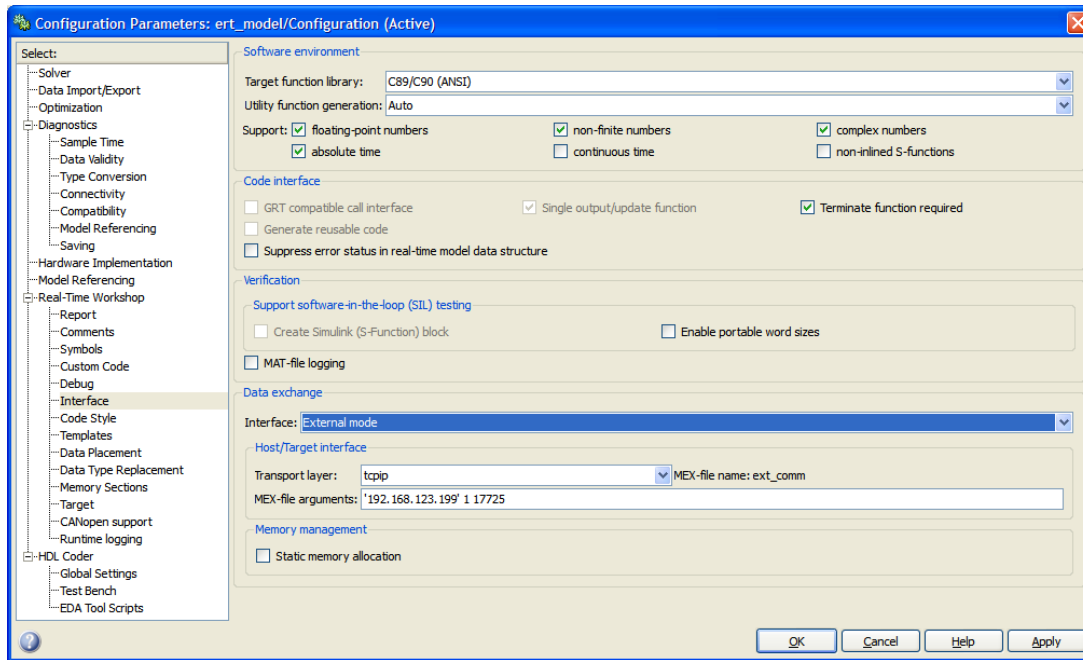 Configuration Parameters: ert_model/Configuration (Active)
Select:
Solver
Data Import/Export
Optimization
Diagnostics
Sample Time
Data Validity
Type Conversion
Connectivity
Compatibility
Model Referencing
Saving
Hardware Implementation
Model Referencing
Real-Time Workshop
Report
Comments
Symbols
Custom Code
Debug
Interface
Code Style
Templates
Data Placement
Data Type Replacement
Memory Sections
Target
CANopen support
Runtime logging
HDL Coder
Global Settings
Test Bench
EDA Tool Scripts
Software environment
Target function library: C89/C90 (ANSI)
Utility function generation: Auto
Support: floating-point numbers non-finite numbers complex numbers
absolute time continuous time non-inlined S-functions
Code interface
GRT compatible call interface Single output/update function Terminate function required
Generate reusable code
Suppress error status in real-time model data structure
Verification
Support software-in-the-loop (SIL) testing
Create Simulink (S-Function) block Enable portable word sizes
MAT-file logging
Data exchange
Interface: External mode
Host/Target interface
Transport layer: tcpip MEX-file name: ext_comm
MEX-file arguments: '192.168.123.199' 1 17725
Memory management
Static memory allocation
? OK Cancel Help Apply